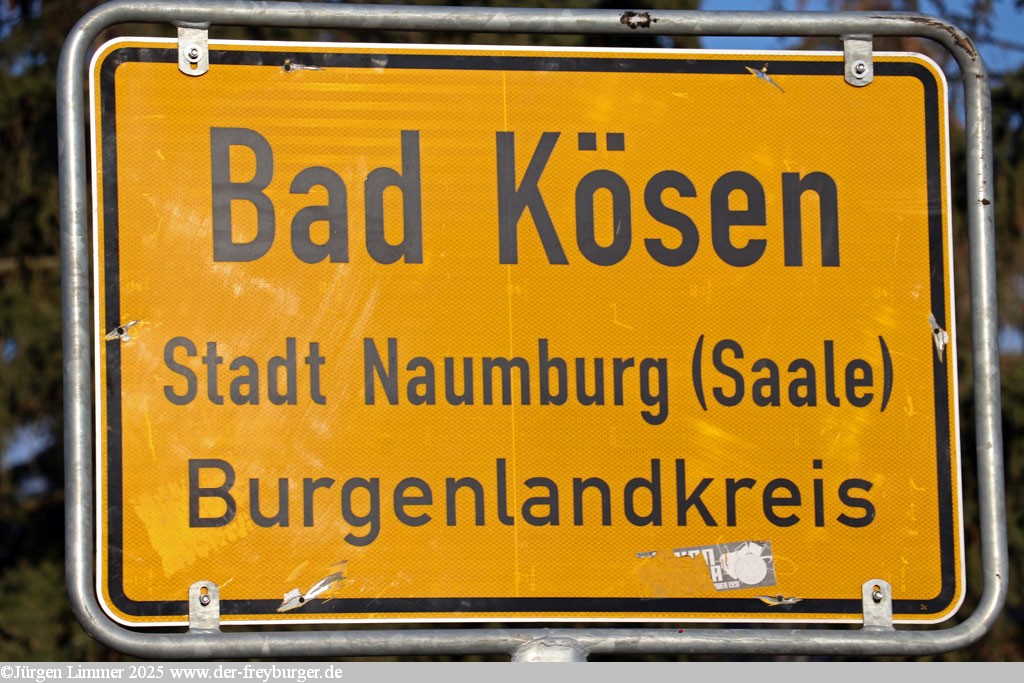 Bad Kösen
Stadt Naumburg (Saale)
Burgenlandkreis
©Jürgen Limmer 2025 www.der-freyburger.de